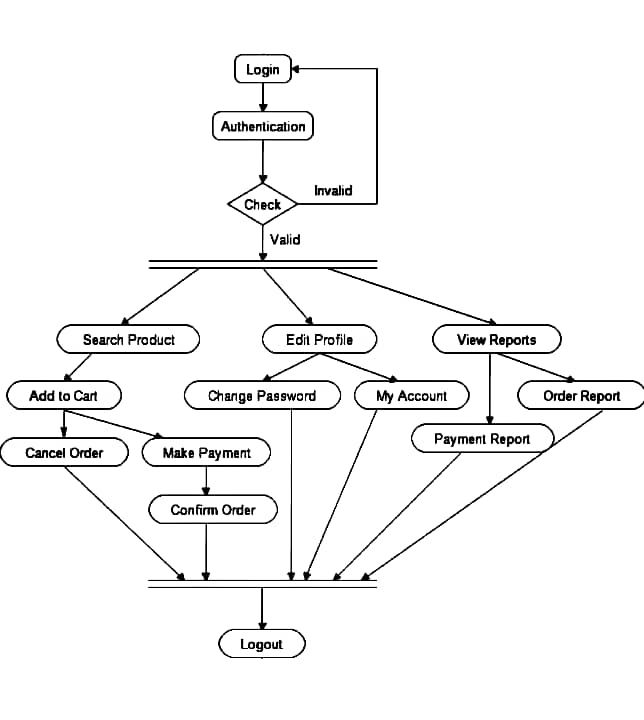 Login
Authentication
Invalid
Check
Valid
Search Product
Edit Profile
View Reports
Add to Cart
Change Password
My Account
Order Report
Payment Report
Cancel Order
Make Payment
Confirm Order
Logout